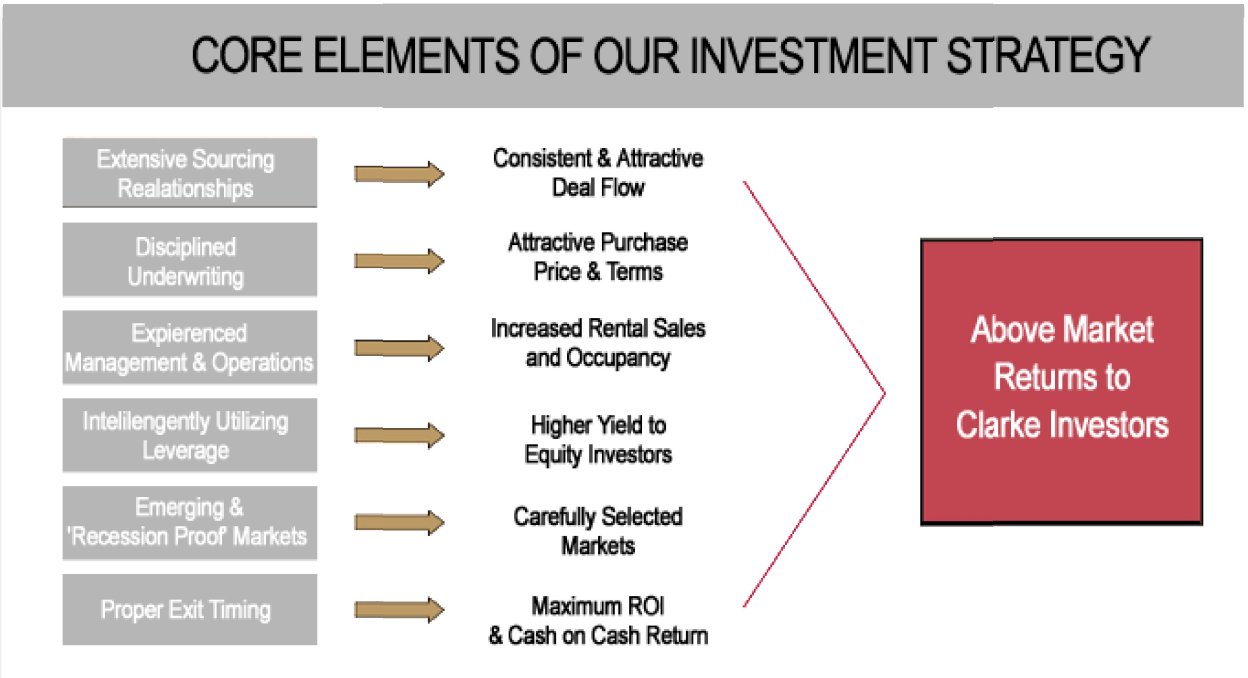 CORE ELEMENTS OF OUR INVESTMENT STRATEGY
Extensive Sourcing
Realationships
Consistent & Attractive
Deal Flow
Disciplined
Underwriting
Attractive Purchase
Price & Terms
Expierenced
Management & Operations
Increased Rental Sales
and Occupancy
Intelilengently Utilizing
Leverage
Higher Yield to
Equity Investors
Emerging &
'Recession Proof' Markets
Carefully Selected
Markets
Proper Exit Timing
Maximum ROI
& Cash on Cash Return
Above Market
Returns to
Clarke Investors